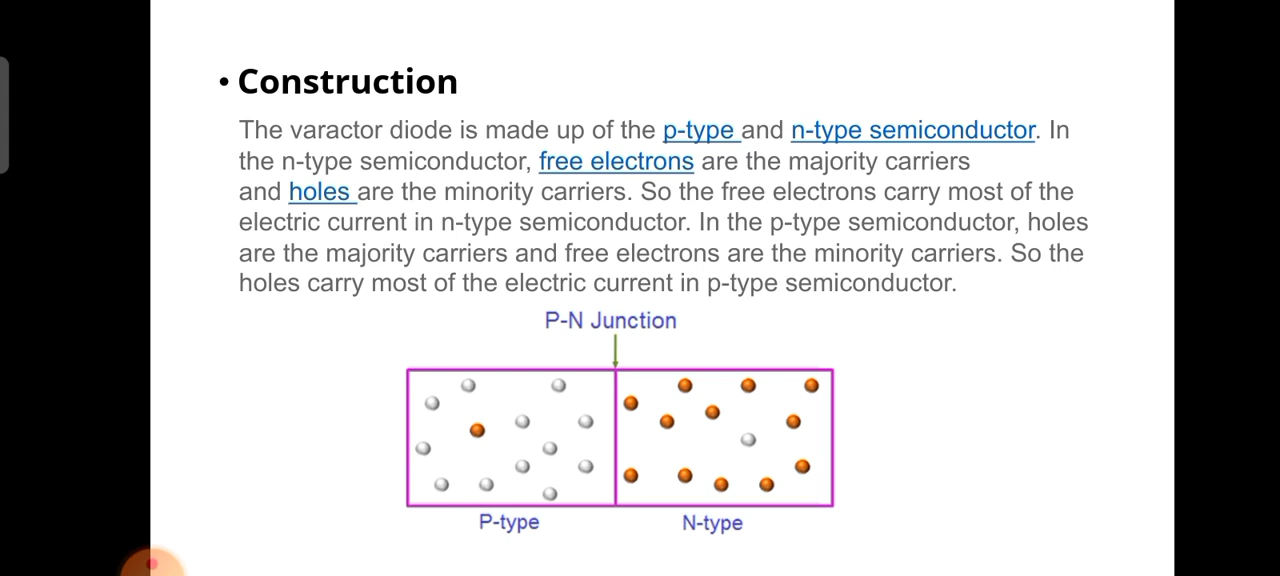 • Construction
The varactor diode is made up of the p-type and n-type semiconductor. In
the n-type semiconductor, free electrons are the majority carriers
and holes are the minority carriers. So the free electrons carry most of the
electric current in n-type semiconductor. In the p-type semiconductor, holes
are the majority carriers and free electrons are the minority carriers. So the
holes carry most of the electric current in p-type semiconductor.
P-N Junction
P-type
N-type